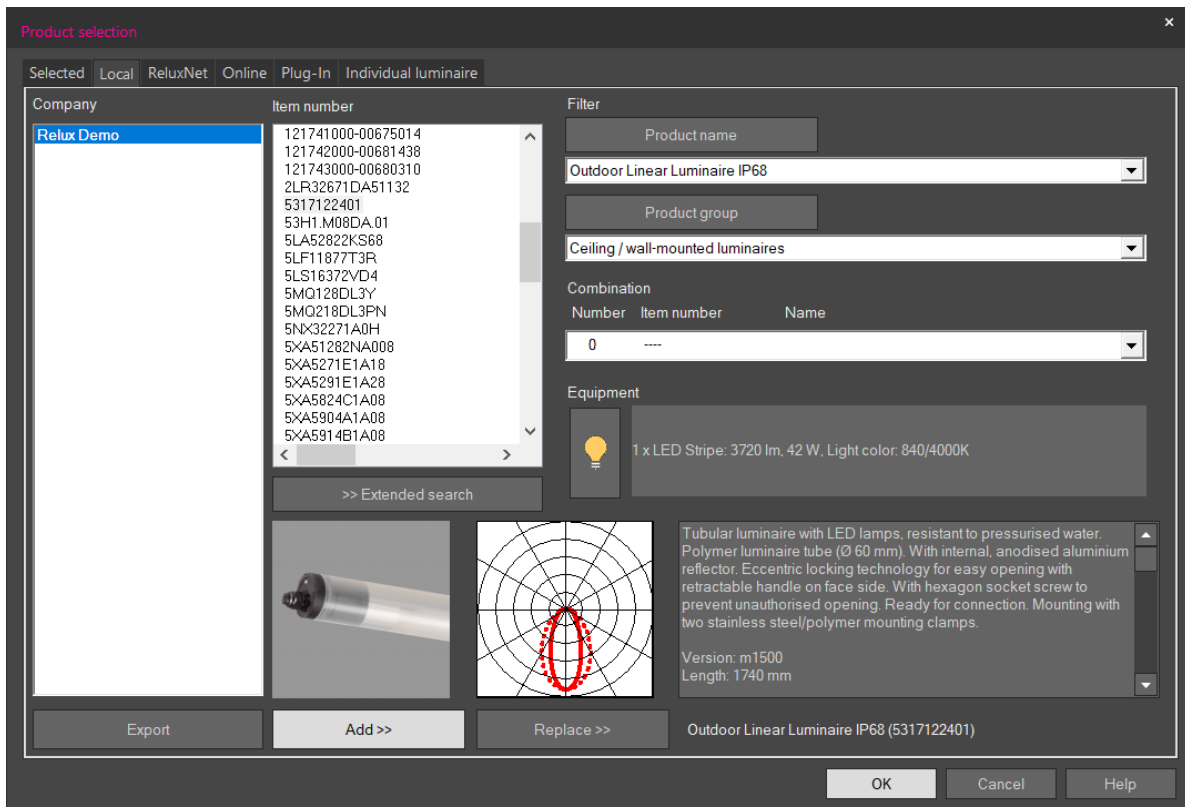 Product selection
Selected Local ReluxNet Online Plug-In Individual luminaire
Company
Relux Demo
Item number
121741000-00675014
121742000-00681438
121743000-00680310
2LR32671DA51132
5317122401
53H1.M08DA.01
5LA52822KS68
5LF11877T3R
5LS16372VD4
5MQ128DL3Y
5MQ218DL3PN
5NX32271A0H
5XA51282NA008
5XA5271E1A18
5XA5291E1A28
5XA5824C1A08
5XA5904A1A08
5XA5914B1A08
>> Extended search
Filter
Product name
Outdoor Linear Luminaire IP68
Product group
Ceiling / wall-mounted luminaires
Combination
Number Item number Name
0 ----
Equipment
1 x LED Stripe: 3720 lm, 42 W, Light color: 840/4000K
Tubular luminaire with LED lamps, resistant to pressurised water.
Polymer luminaire tube (Ø 60 mm). With internal, anodised aluminium
reflector. Eccentric locking technology for easy opening with
retractable handle on face side. With hexagon socket screw to
prevent unauthorised opening. Ready for connection. Mounting with
two stainless steel/polymer mounting clamps.
Version: m1500
Length: 1740 mm
Export
Add >>
Replace >>
Outdoor Linear Luminaire IP68 (5317122401)
OK
Cancel
Help